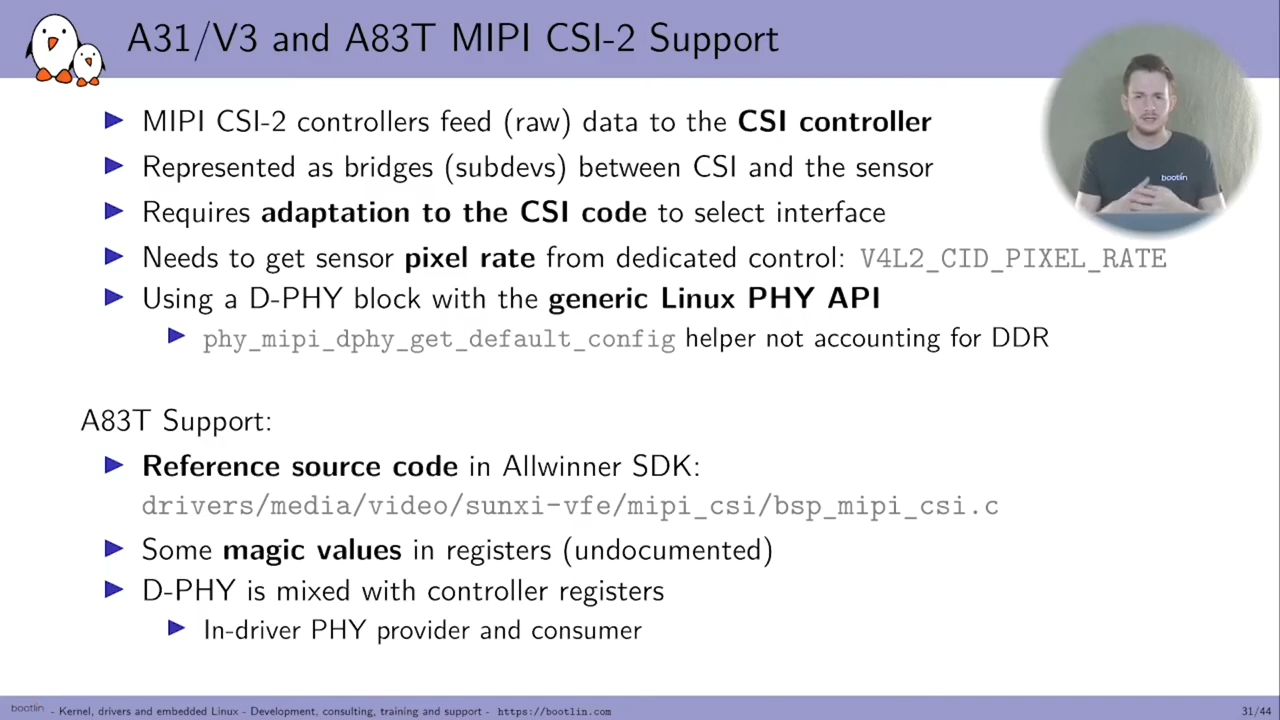 A31/V3 and A83T MIPI CSI-2 Support
MIPI CSI-2 controllers feed (raw) data to the CSI controller
Represented as bridges (subdevs) between CSI and the sensor
Requires adaptation to the CSI code to select interface
Needs to get sensor pixel rate from dedicated control: V4L2_CID_PIXEL_RATE
Using a D-PHY block with the generic Linux PHY API
phy_mipi_dphy_get_default_config helper not accounting for DDR
A83T Support:
Reference source code in Allwinner SDK:
drivers/media/video/sunxi-vfe/mipi_csi/bsp_mipi_csi.c
Some magic values in registers (undocumented)
D-PHY is mixed with controller registers
In-driver PHY provider and consumer
bootlin
bootlin - Kernel, drivers and embedded Linux - Development, consulting, training and support - https://bootlin.com
31/44